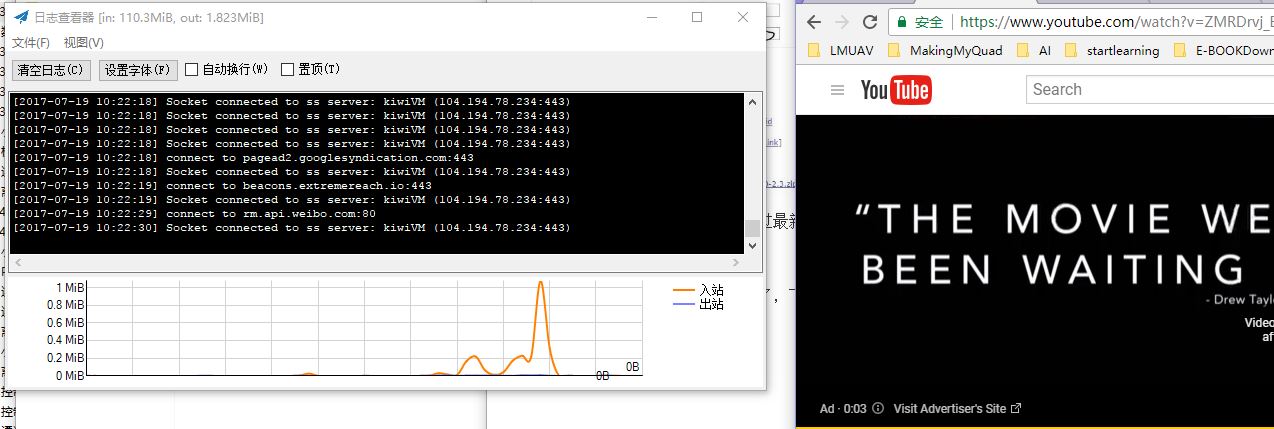 日志查看器 [in: 110.3MiB, out: 1.823MiB]
文件(F) 视图(V)
清空日志(C) 设置字体(F) 自动换行(W) 置顶(T)
[2017-07-19 10:22:18] Socket connected to ss server: kiwiVM (104.194.78.234:443)
[2017-07-19 10:22:18] Socket connected to ss server: kiwiVM (104.194.78.234:443)
[2017-07-19 10:22:18] Socket connected to ss server: kiwiVM (104.194.78.234:443)
[2017-07-19 10:22:18] Socket connected to ss server: kiwiVM (104.194.78.234:443)
[2017-07-19 10:22:18] connect to pagead2.googlesyndication.com:443
[2017-07-19 10:22:18] Socket connected to ss server: kiwiVM (104.194.78.234:443)
[2017-07-19 10:22:19] connect to beacons.extremereach.io:443
[2017-07-19 10:22:19] Socket connected to ss server: kiwiVM (104.194.78.234:443)
[2017-07-19 10:22:29] connect to rm.api.weibo.com:80
[2017-07-19 10:22:30] Socket connected to ss server: kiwiVM (104.194.78.234:443)
1 MiB
0.8 MiB
0.6 MiB
0.4 MiB
0.2 MiB
0 MiB
0B
0B
入站
出站
过最新
安全 https://www.youtube.com/watch?v=ZMRDrvj_
LMUAV MakingMyQuad AI startlearning E-BOOKDown
YouTube Search
“THE MOVIE WE
BEEN WAITING
- Drew Tayl
Video
af
Ad · 0:03 Visit Advertiser's Site